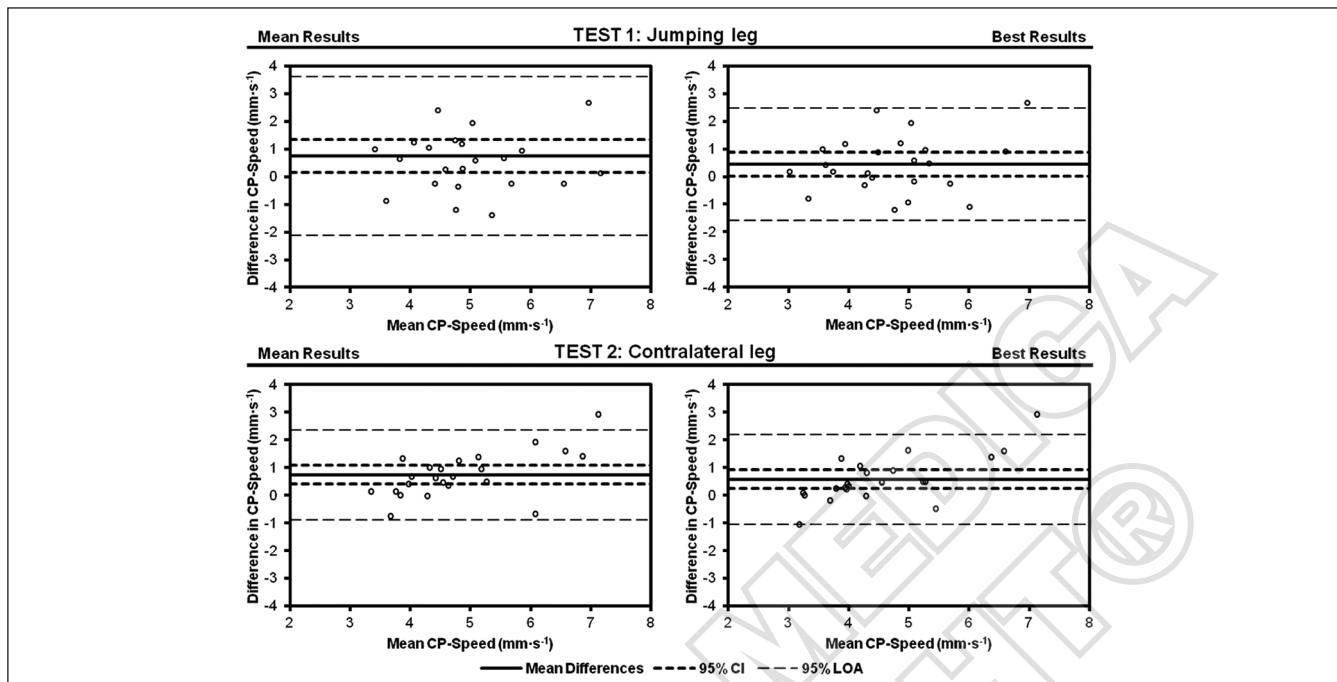 Mean Results TEST 1: Jumping leg Best Results
Difference in CP-Speed (mm·s⁻¹)
4
3
2
1
0
-1
-2
-3
-4
2 3 4 5 6 7 8
Mean CP-Speed (mm·s⁻¹)
Difference in CP-Speed (mm·s⁻¹)
4
3
2
1
0
-1
-2
-3
-4
2 3 4 5 6 7 8
Mean CP-Speed (mm·s⁻¹)
Mean Results TEST 2: Contralateral leg Best Results
Difference in CP-Speed (mm·s⁻¹)
4
3
2
1
0
-1
-2
-3
-4
2 3 4 5 6 7 8
Mean CP-Speed (mm·s⁻¹)
Difference in CP-Speed (mm·s⁻¹)
4
3
2
1
0
-1
-2
-3
-4
2 3 4 5 6 7 8
Mean CP-Speed (mm·s⁻¹)
Mean Differences 95% CI 95% LOA
MEDICA
HT®